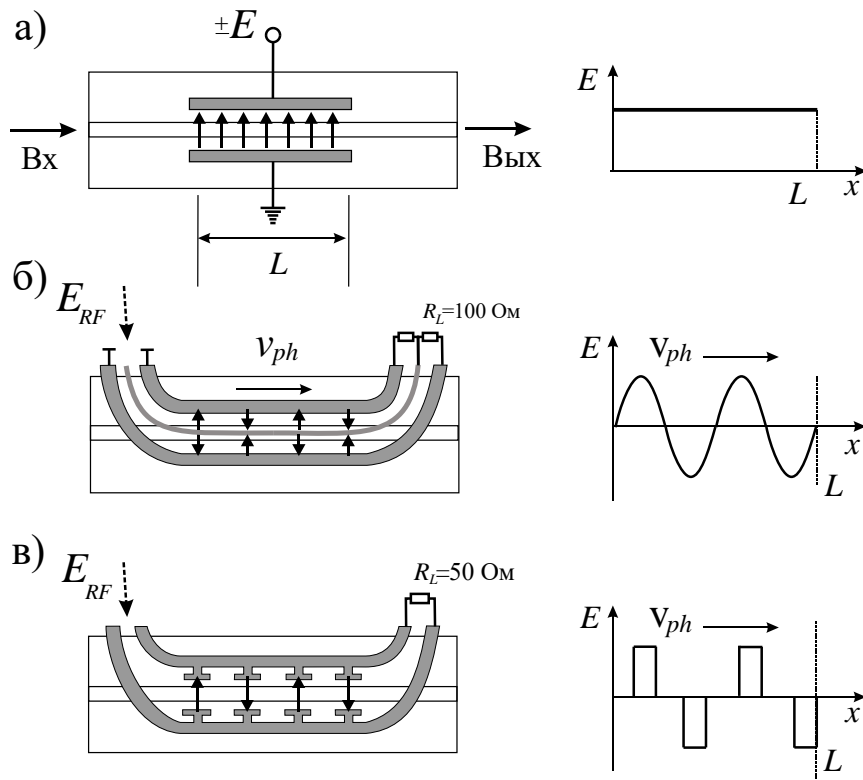 а)
±E
Вх
Вых
L
E
L
x
б)
E_RF
v_ph
R_L=100 Ом
E
v_ph
x
L
в)
E_RF
R_L=50 Ом
E
v_ph
x
L